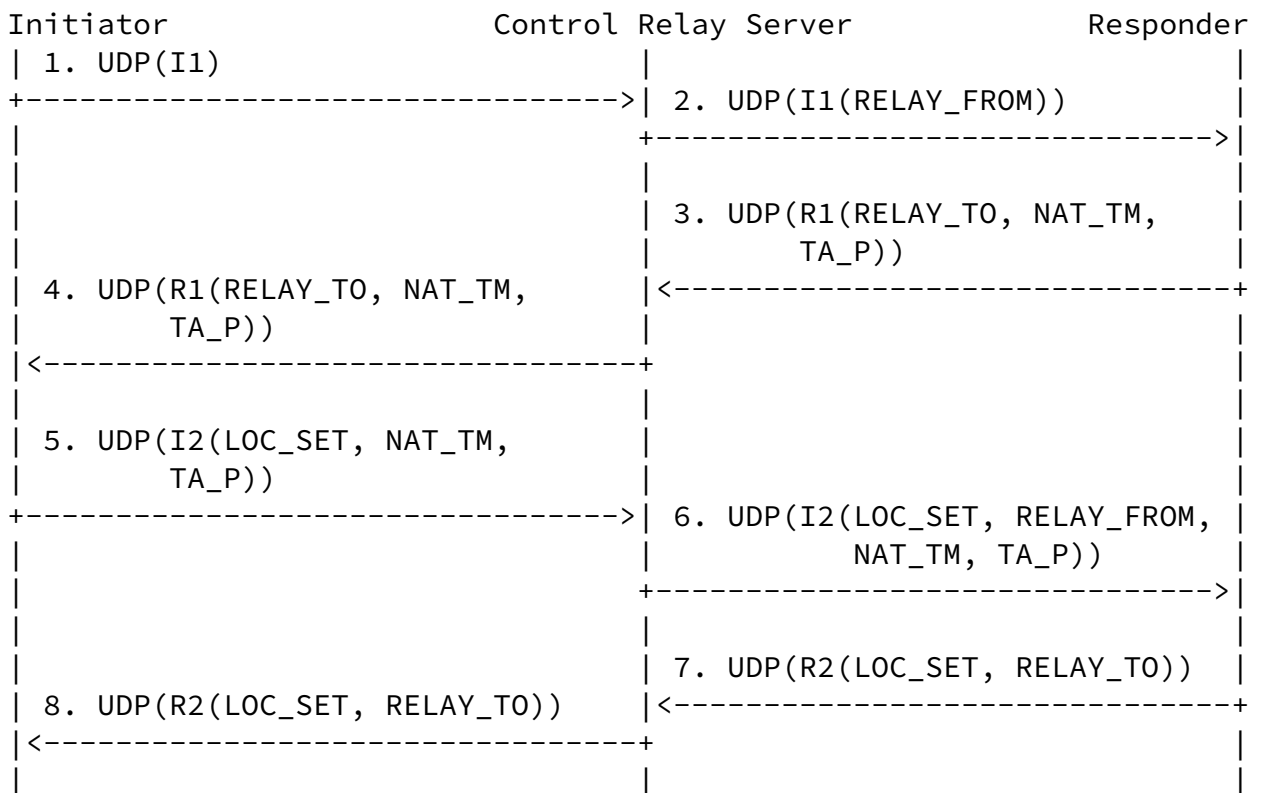 Initiator Control Relay Server Responder
1. UDP(I1)
2. UDP(I1(RELAY_FROM))
3. UDP(R1(RELAY_TO, NAT_TM,
TA_P))
4. UDP(R1(RELAY_TO, NAT_TM,
TA_P))
5. UDP(I2(LOC_SET, NAT_TM,
TA_P))
6. UDP(I2(LOC_SET, RELAY_FROM,
NAT_TM, TA_P))
7. UDP(R2(LOC_SET, RELAY_TO))
8. UDP(R2(LOC_SET, RELAY_TO))